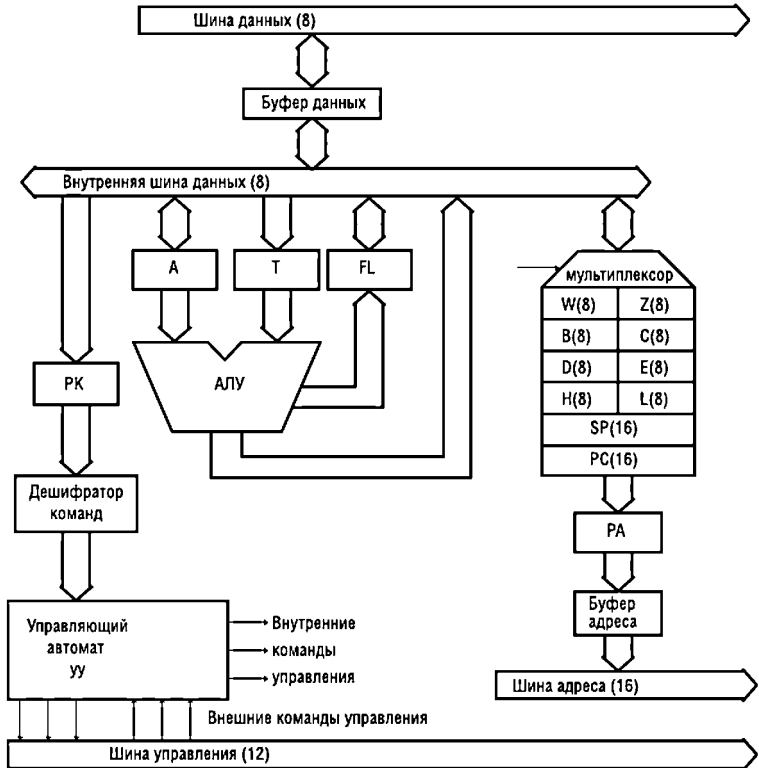 Шина данных (8)
Буфер данных
Внутренняя шина данных (8)
A
T
FL
мультиплексор
W(8)
Z(8)
B(8)
C(8)
D(8)
E(8)
H(8)
L(8)
SP(16)
PC(16)
РК
АЛУ
Дешифратор
команд
РА
Буфер
адреса
Управляющий
автомат
УУ
Внутренние
команды
управления
Шина адреса (16)
Внешние команды управления
Шина управления (12)